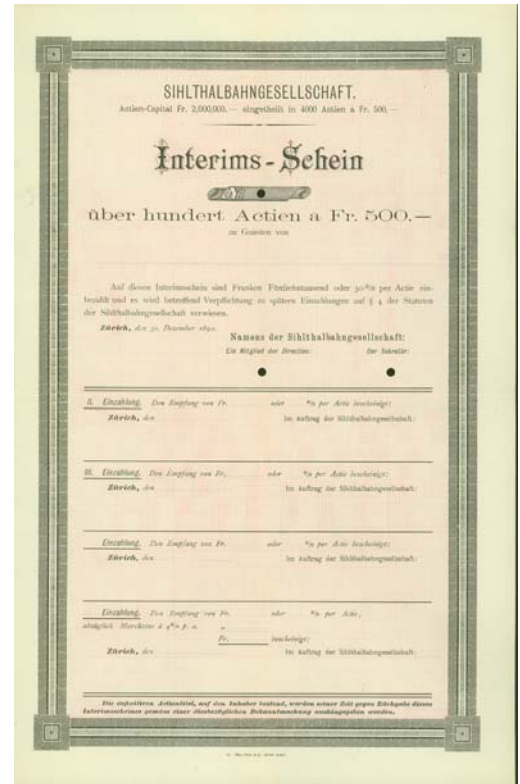 SIHLTHALBAHNGESELLSCHAFT.
Actien-Capital Fr. 2,000,000. — eingetheilt in 4000 Actien à Fr. 500. —
Interims-Schein
No
über hundert Actien à Fr. 500.—
zu Gunsten von
Auf diesen Interimsschein sind Franken Fünfzehntausend oder 30% per Actie ein-
bezahlt und es wird betreffend Verpflichtung zu spätern Einzahlungen auf § 4 der Statuten
der Sihlthalbahngesellschaft verwiesen.
Zürich, den 31. Dezember 1890.
Namens der Sihlthalbahngesellschaft:
Ein Mitglied der Direction: Der Sekretär:
II. Einzahlung. Den Empfang von Fr. oder % per Actie bescheinigt:
Zürich, den Im Auftrag der Sihlthalbahngesellschaft:
III. Einzahlung. Den Empfang von Fr. oder % per Actie bescheinigt:
Zürich, den Im Auftrag der Sihlthalbahngesellschaft:
Einzahlung. Den Empfang von Fr. oder % per Actie bescheinigt:
Zürich, den Im Auftrag der Sihlthalbahngesellschaft:
Einzahlung. Den Empfang von Fr. oder % per Actie,
abzüglich Marchzins à 4% p. a. „
Fr. bescheinigt:
Zürich, den Im Auftrag der Sihlthalbahngesellschaft:
Die definitiven Actientitel, auf den Inhaber lautend, werden seiner Zeit gegen Rückgabe dieses
Interimsscheines gemäss einer diesbezüglichen Bekanntmachung aushingegeben werden.